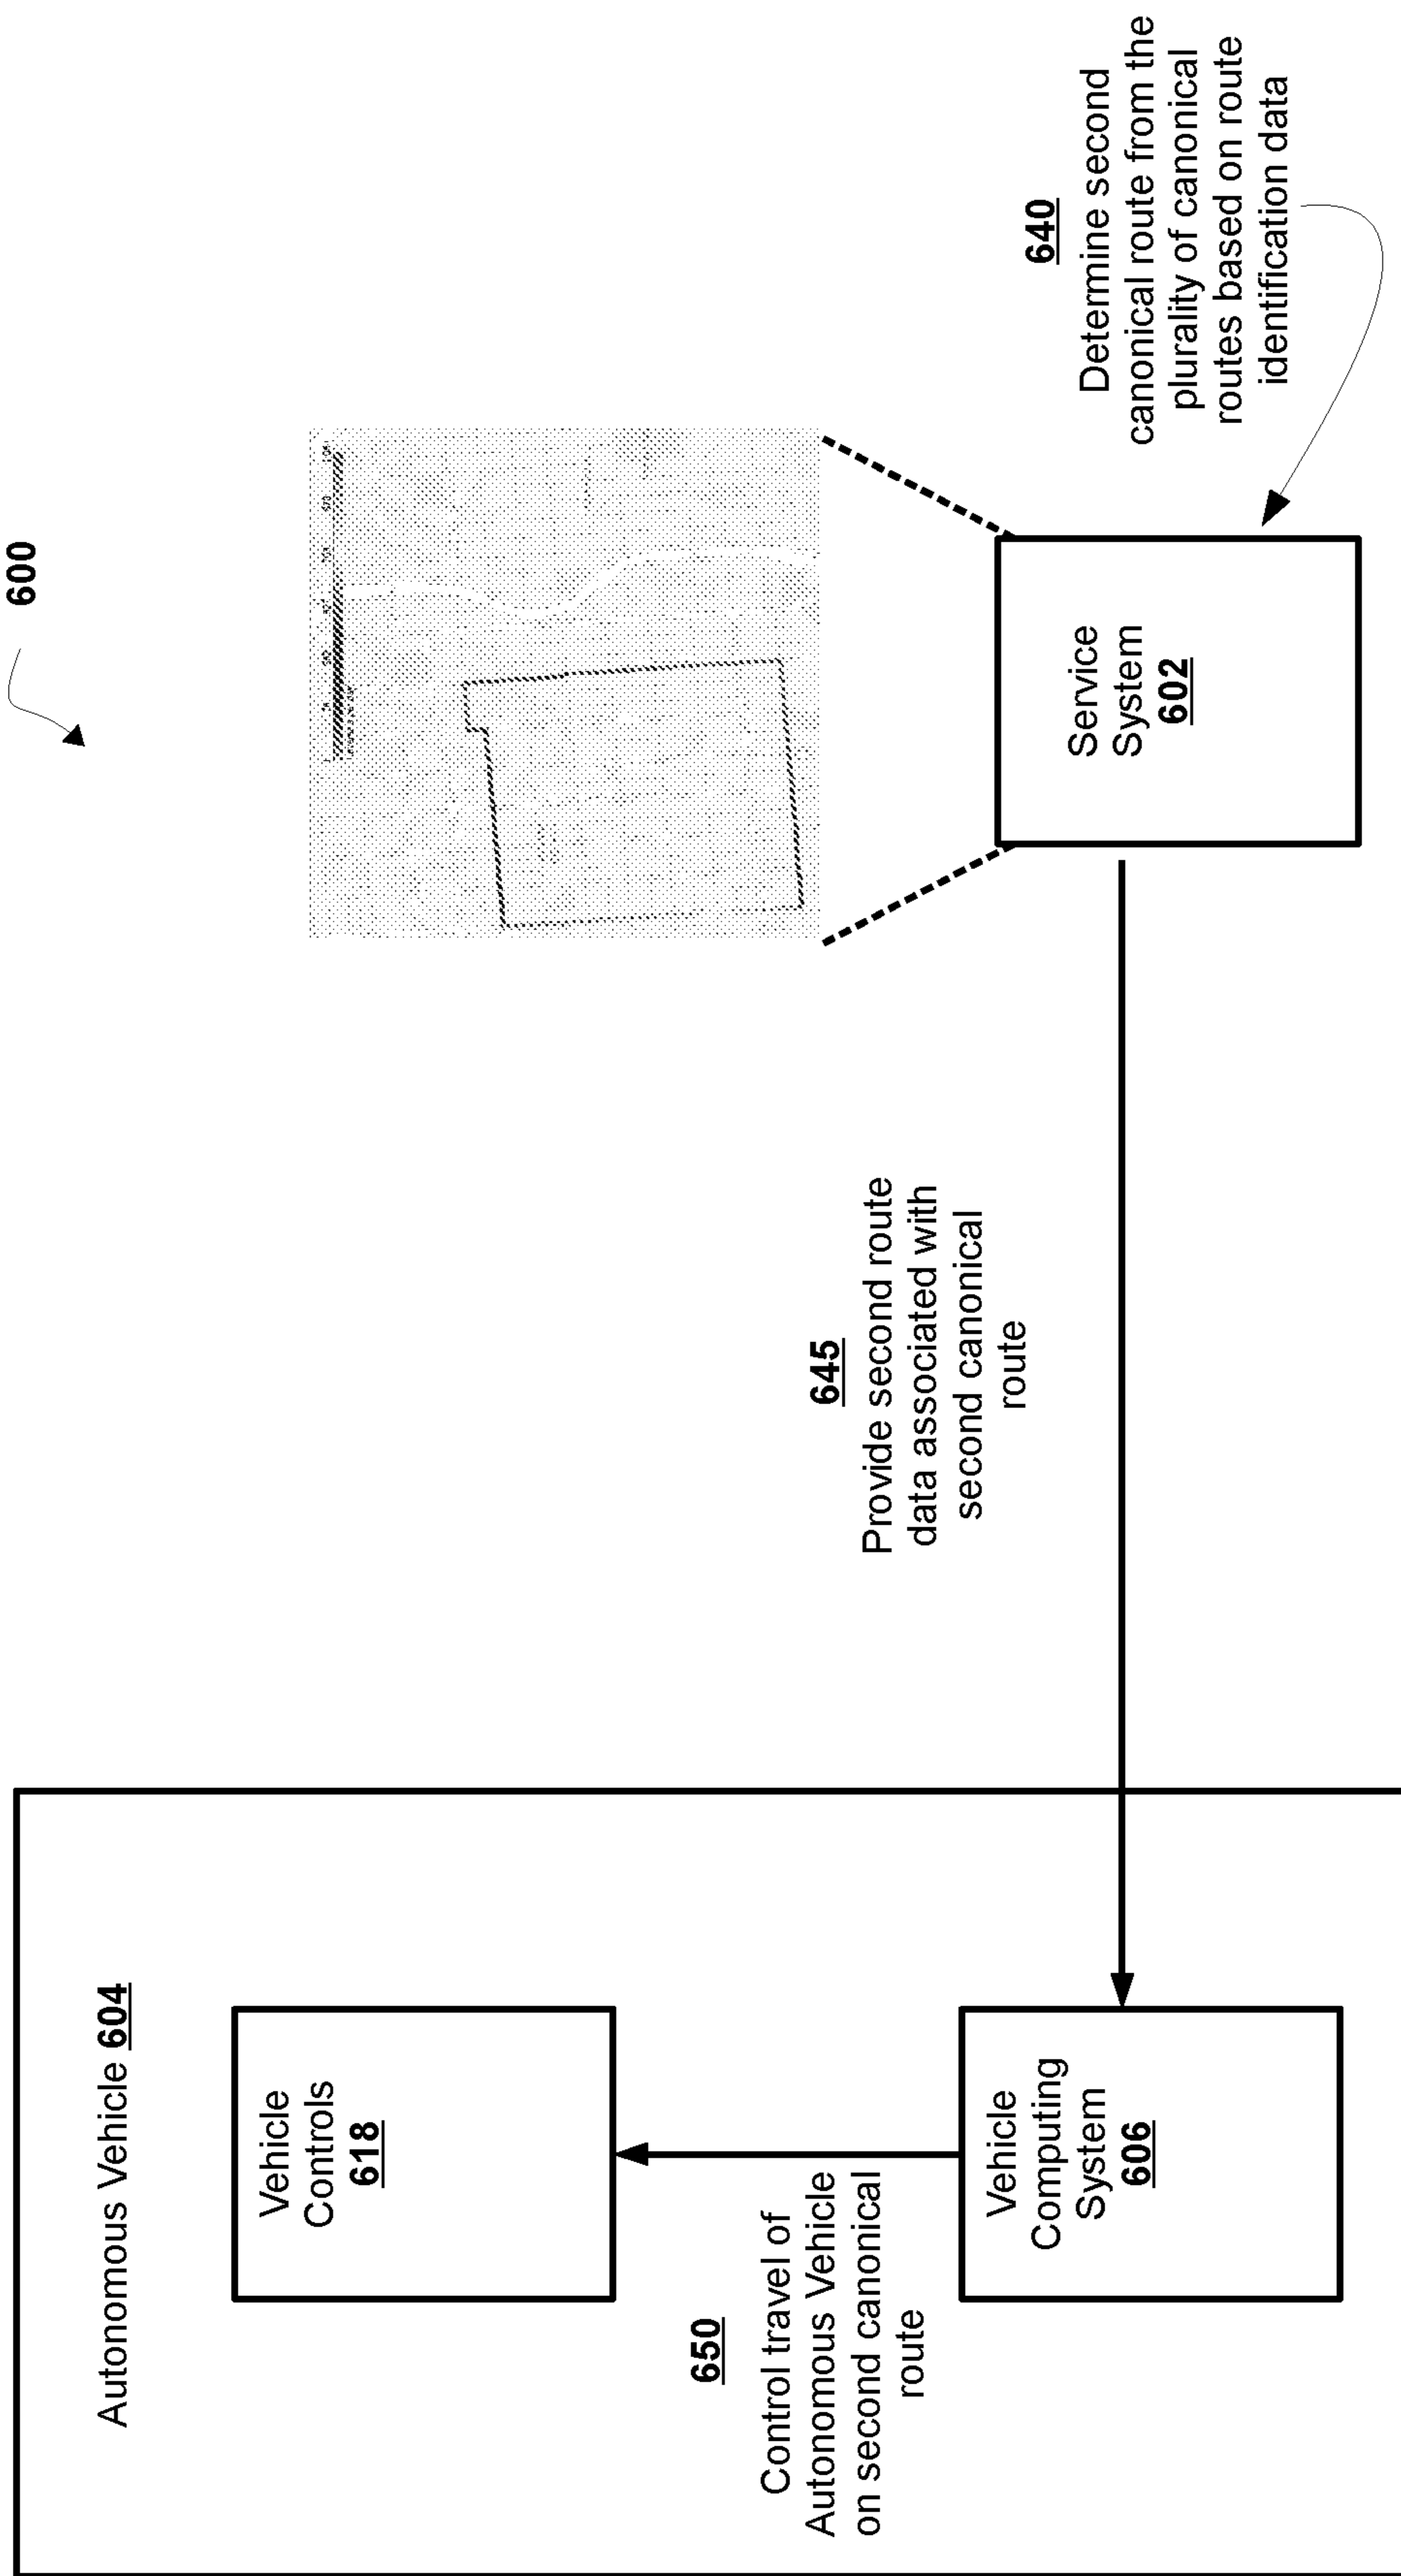 600
Autonomous Vehicle 604
Vehicle
Controls
618
650
Control travel of
Autonomous Vehicle
on second canonical
route
Vehicle
Computing
System
606
645
Provide second route
data associated with
second canonical
route
Service
System
602
640
Determine second
canonical route from the
plurality of canonical
routes based on route
identification data